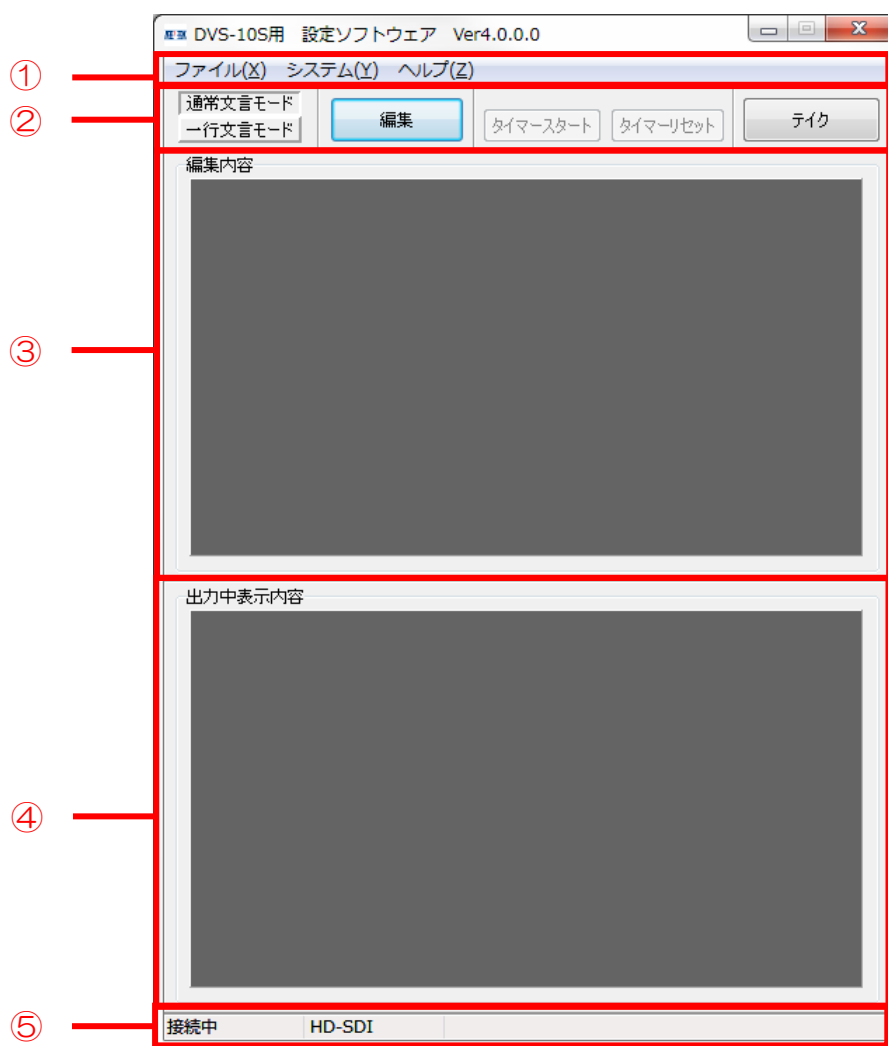 DVS-10S用 設定ソフトウェア Ver4.0.0.0
① ファイル(X) システム(Y) ヘルプ(Z)
② 通常文言モード 編集 タイマースタート タイマーリセット テイク
一行文言モード
編集内容
③
出力中表示内容
④
⑤ 接続中 HD-SDI